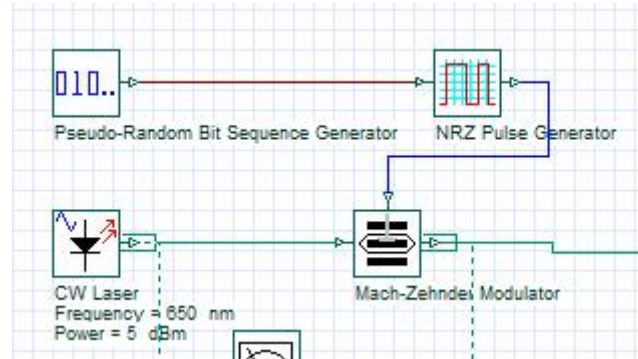 010..
Pseudo-Random Bit Sequence Generator
NRZ Pulse Generator
CW Laser
Frequency = 650 nm
Power = 5 dBm
Mach-Zehnder Modulator